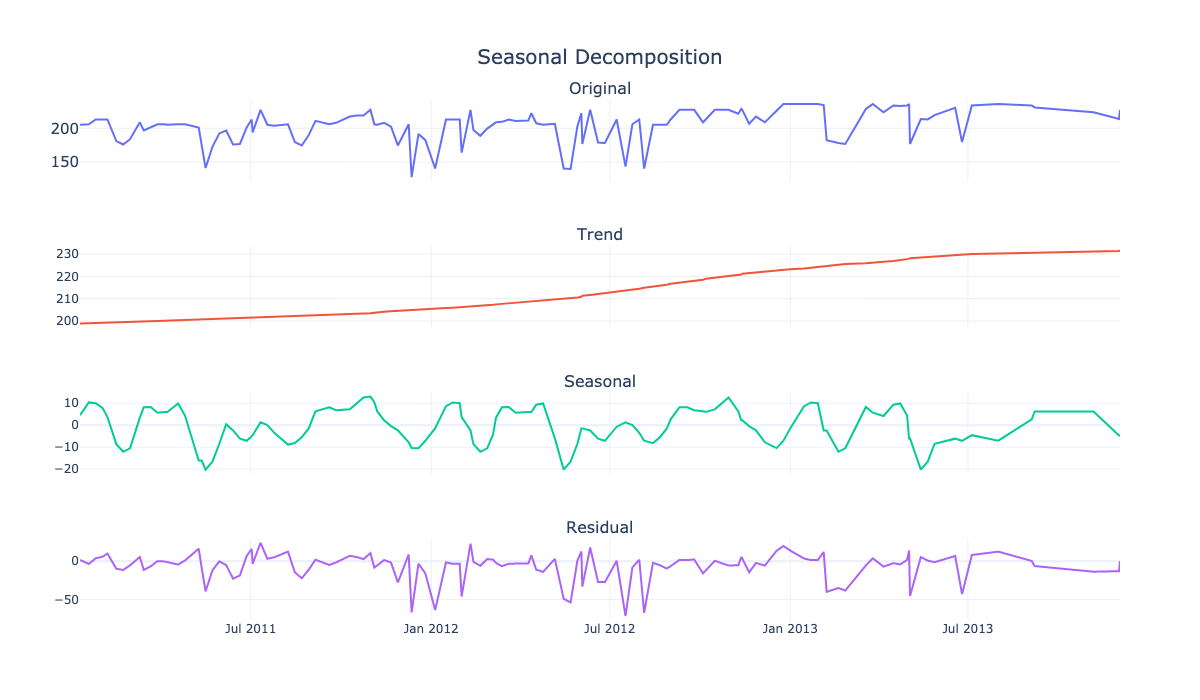 Seasonal Decomposition
Original
200
150
Trend
230
220
210
200
Seasonal
10
0
−10
−20
Residual
0
−50
Jul 2011 Jan 2012 Jul 2012 Jan 2013 Jul 2013